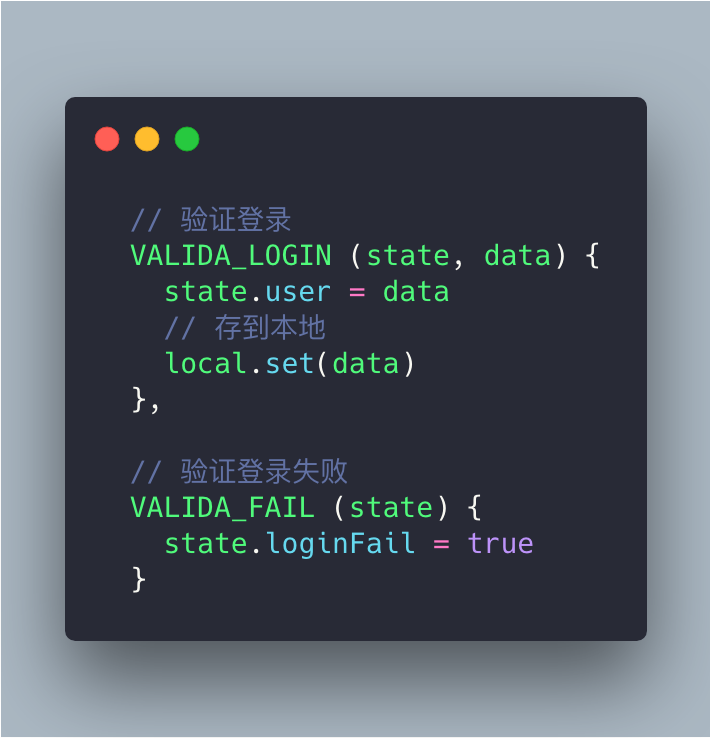 // 验证登录
VALIDA_LOGIN (state, data) {
  state.user = data
  // 存到本地
  local.set(data)
},

// 验证登录失败
VALIDA_FAIL (state) {
  state.loginFail = true
}